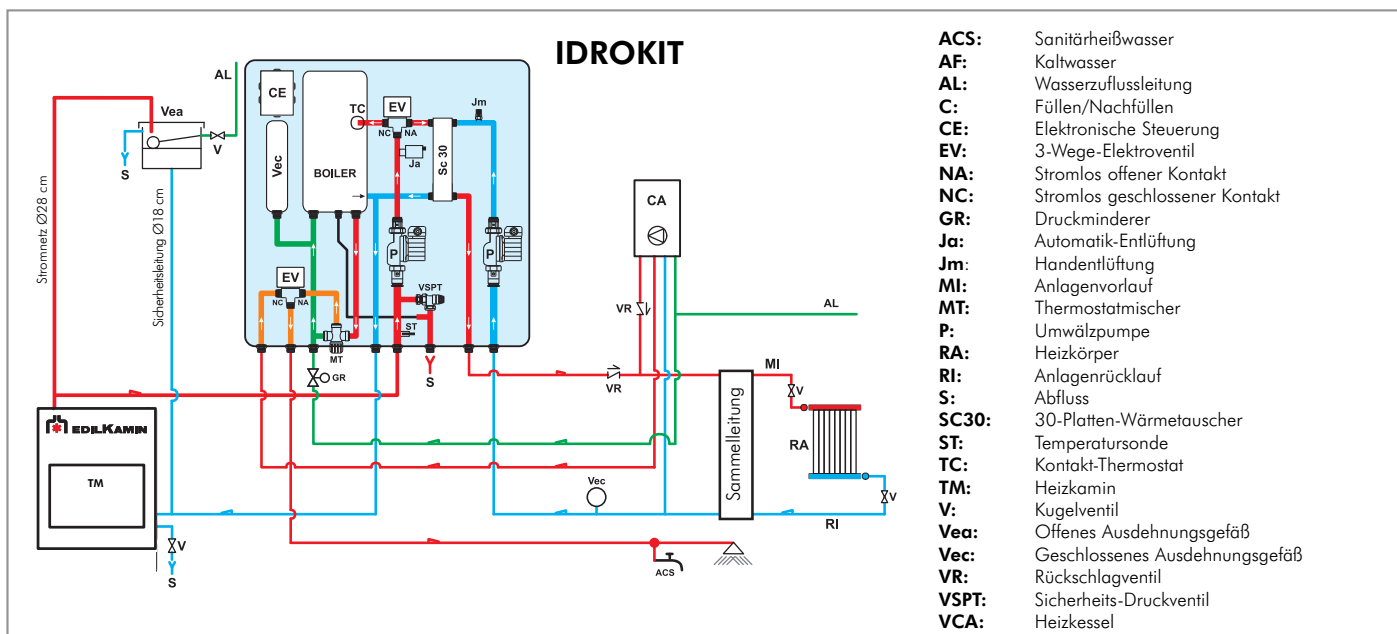 IDROKIT
AL
Vea
V
S
Stromnetz Ø28 cm
Sicherheitsleitung Ø18 cm
CE
Vec
BOILER
TC
EV
NC
NA
Ja
Sc 30
Jm
P
P
EV
NC
NA
MT
VSPT
ST
GR
S
CA
VR
AL
VR
MI
V
RA
V
RI
Sammelleitung
Vec
ACS
EDILKAMIN
TM
V
S
ACS: Sanitärheißwasser
AF: Kaltwasser
AL: Wasserzuflussleitung
C: Füllen/Nachfüllen
CE: Elektronische Steuerung
EV: 3-Wege-Elektroventil
NA: Stromlos offener Kontakt
NC: Stromlos geschlossener Kontakt
GR: Druckminderer
Ja: Automatik-Entlüftung
Jm: Handentlüftung
MI: Anlagenvorlauf
MT: Thermostatmischer
P: Umwälzpumpe
RA: Heizkörper
RI: Anlagenrücklauf
S: Abfluss
SC30: 30-Platten-Wärmetauscher
ST: Temperatursonde
TC: Kontakt-Thermostat
TM: Heizkamin
V: Kugelventil
Vea: Offenes Ausdehnungsgefäß
Vec: Geschlossenes Ausdehnungsgefäß
VR: Rückschlagventil
VSPT: Sicherheits-Druckventil
VCA: Heizkessel